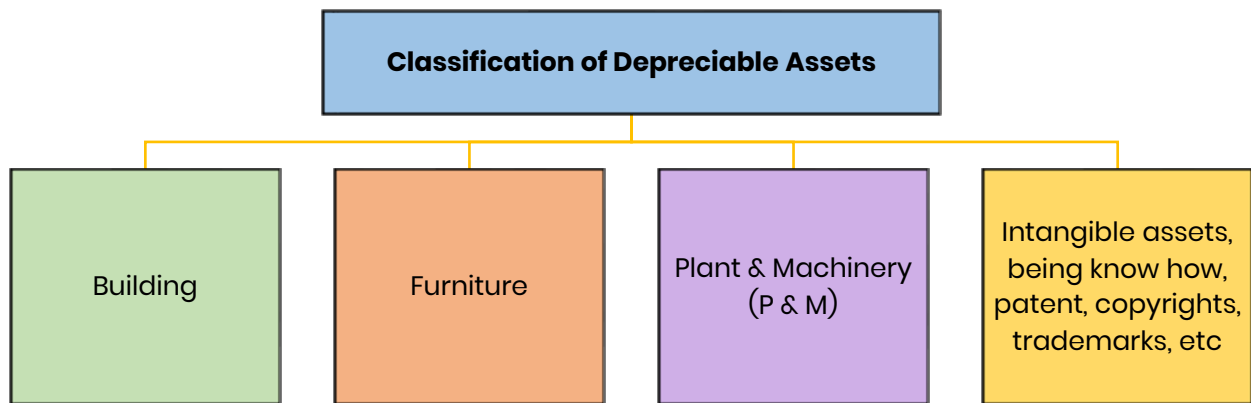 Classification of Depreciable Assets
Building
Furniture
Plant & Machinery
(P & M)
Intangible assets,
being know how,
patent, copyrights,
trademarks, etc